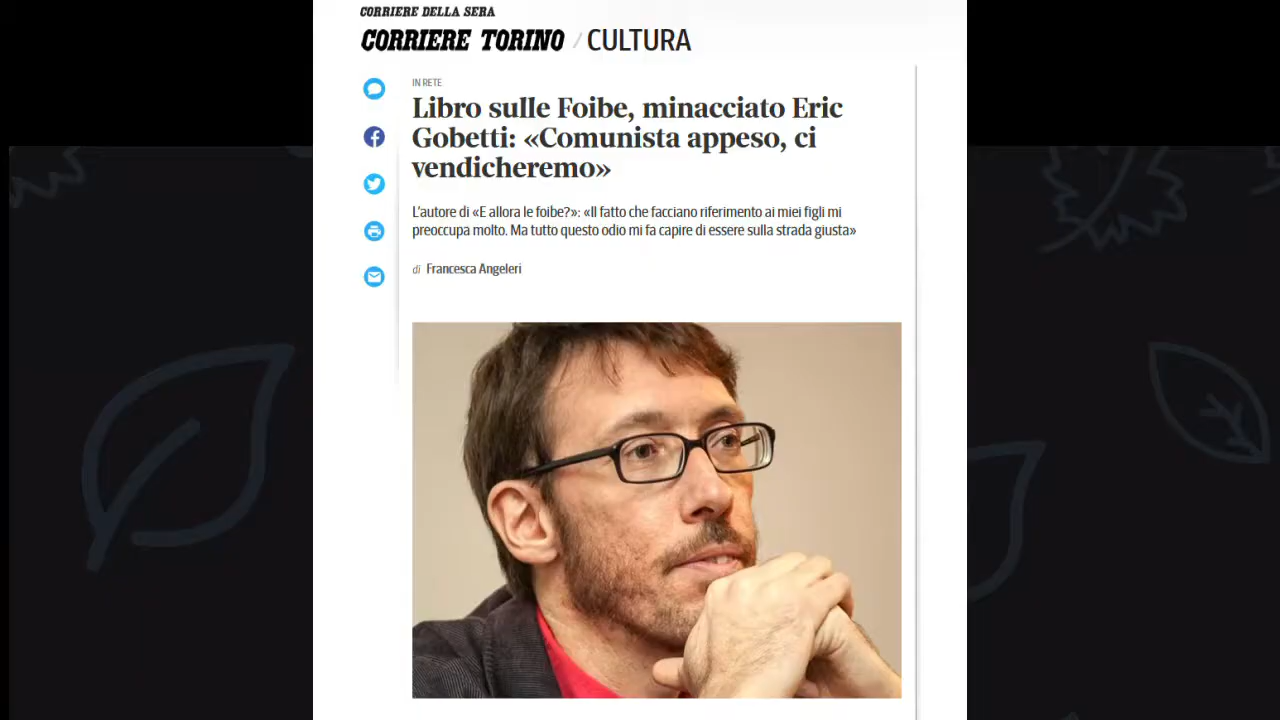 CORRIERE DELLA SERA
CORRIERE TORINO / CULTURA
IN RETE
Libro sulle Foibe, minacciato Eric
Gobetti: «Comunista appeso, ci
vendicheremo»
L'autore di «E allora le foibe?»: «Il fatto che facciano riferimento ai miei figli mi
preoccupa molto. Ma tutto questo odio mi fa capire di essere sulla strada giusta»
di Francesca Angeleri